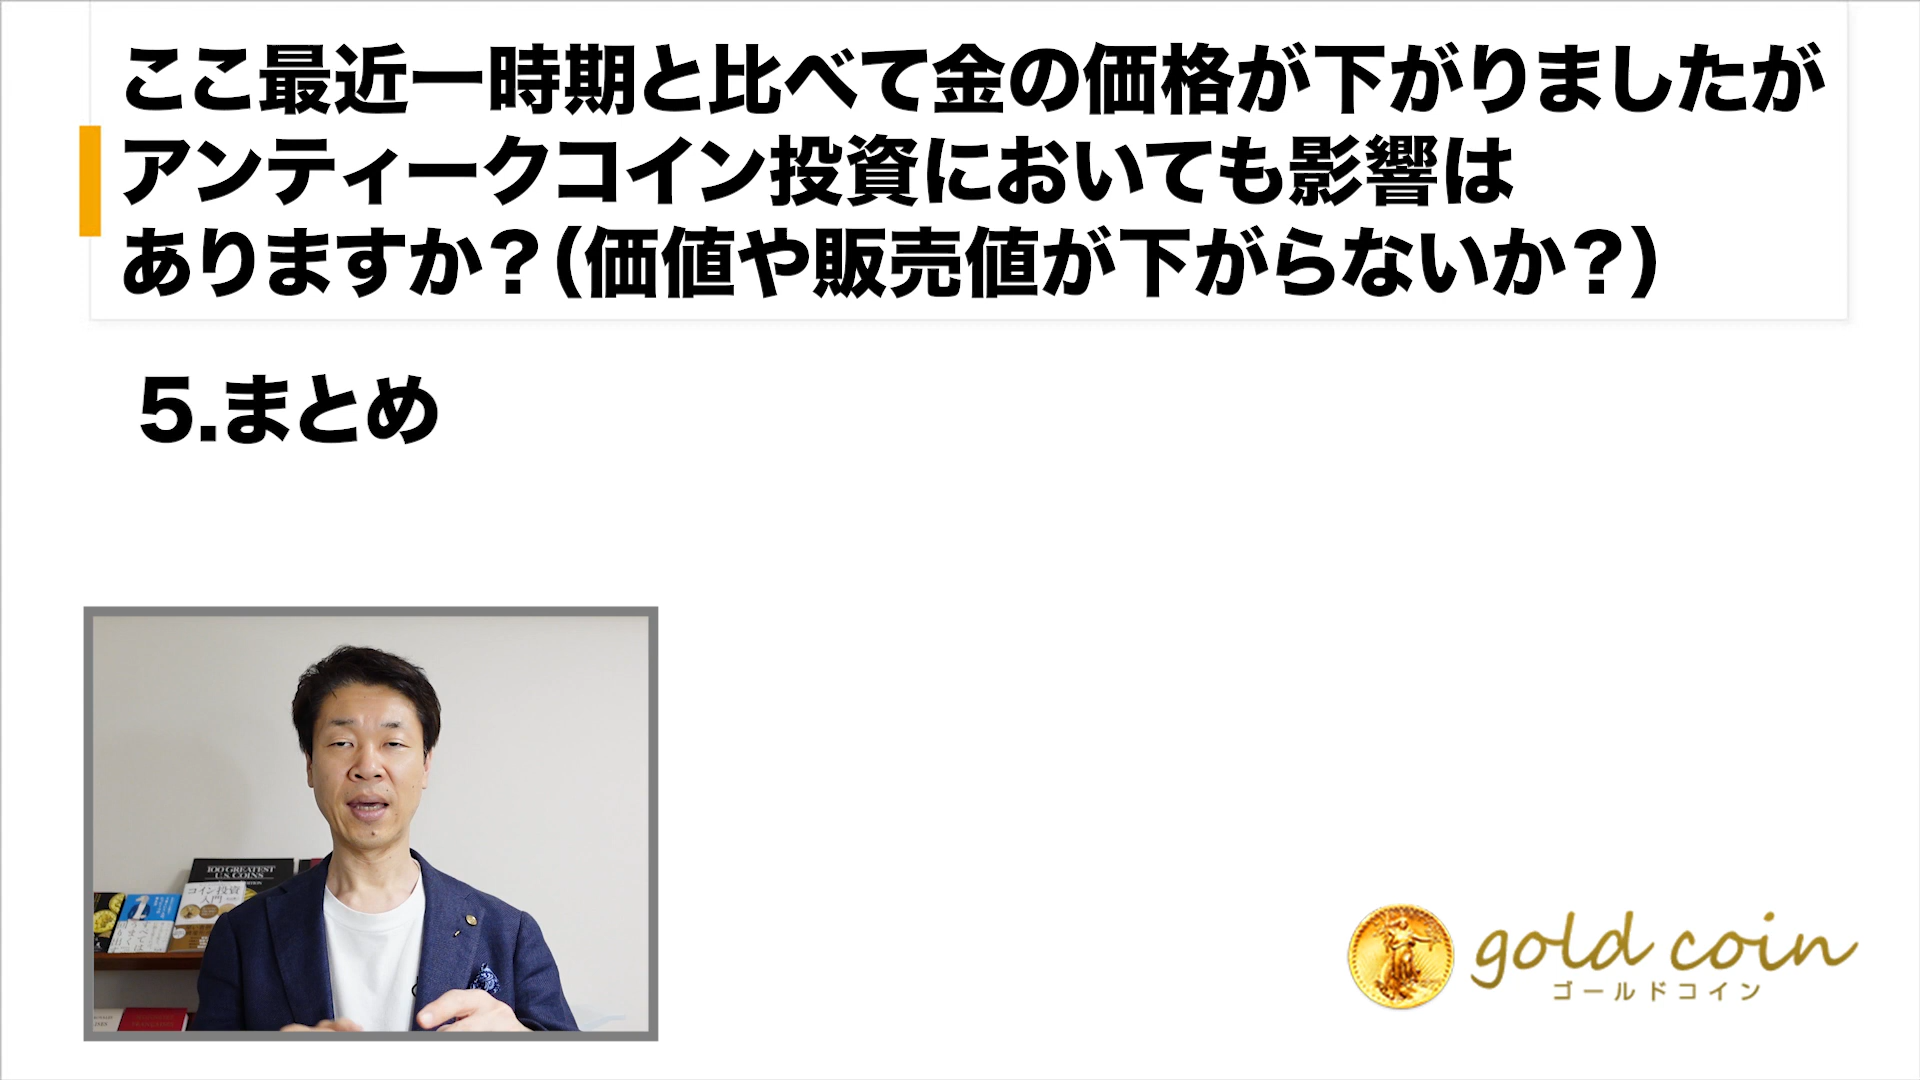 ここ最近一時期と比べて金の価格が下がりましたが
アンティークコイン投資においても影響は
ありますか？（価値や販売値が下がらないか？）
5.まとめ
100 GREATEST
U.S. COINS
コイン投資
入門
gold coin
ゴールドコイン